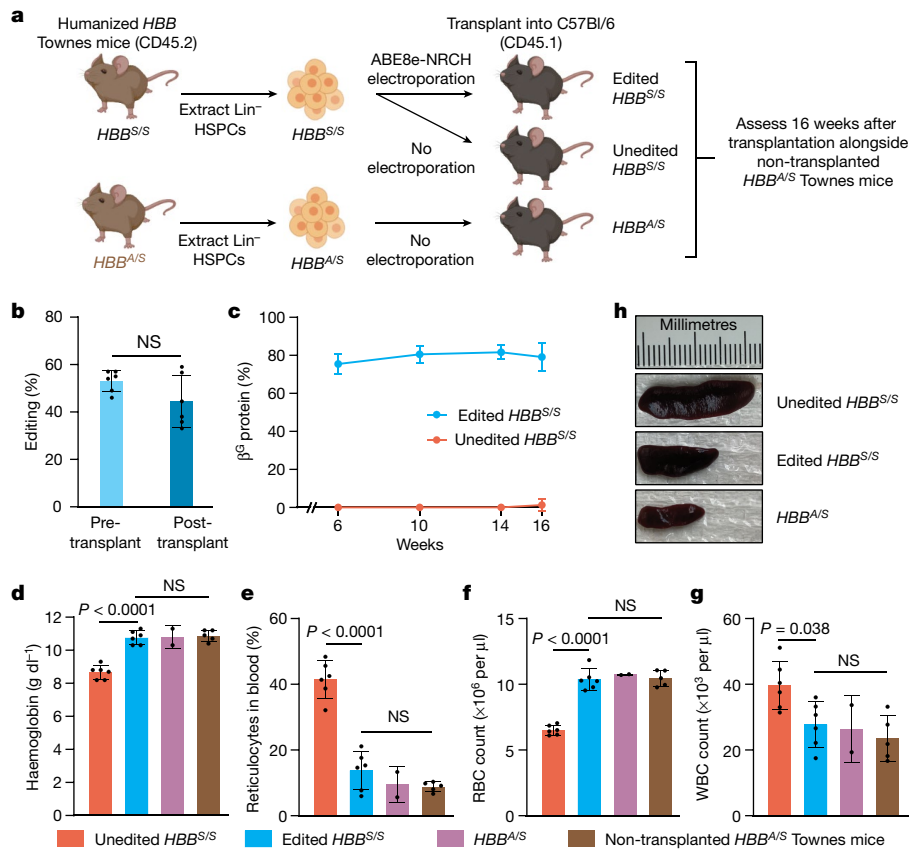 a
Humanized HBB
Townes mice (CD45.2)
Transplant into C57Bl/6
(CD45.1)
ABE8e-NRCH
electroporation
Extract Lin⁻
HSPCs
HBB^S/S
HBB^S/S
No
electroporation
Edited
HBB^S/S
Unedited
HBB^S/S
Extract Lin⁻
HSPCs
HBB^A/S
HBB^A/S
No
electroporation
HBB^A/S
Assess 16 weeks after
transplantation alongside
non-transplanted
HBB^A/S Townes mice
b
Editing (%)
80
60
40
20
0
NS
Pre-
transplant
Post-
transplant
c
β^G protein (%)
100
80
60
40
20
0
Edited HBB^S/S
Unedited HBB^S/S
6
10
14
16
Weeks
h
Millimetres
Unedited HBB^S/S
Edited HBB^S/S
HBB^A/S
d
Haemoglobin (g dl⁻¹)
12
10
8
6
4
2
0
P < 0.0001
NS
e
Reticulocytes in blood (%)
60
40
20
0
P < 0.0001
NS
f
RBC count (×10⁶ per µl)
15
10
5
0
P < 0.0001
NS
g
WBC count (×10³ per µl)
60
40
20
0
P = 0.038
NS
Unedited HBB^S/S
Edited HBB^S/S
HBB^A/S
Non-transplanted HBB^A/S Townes mice